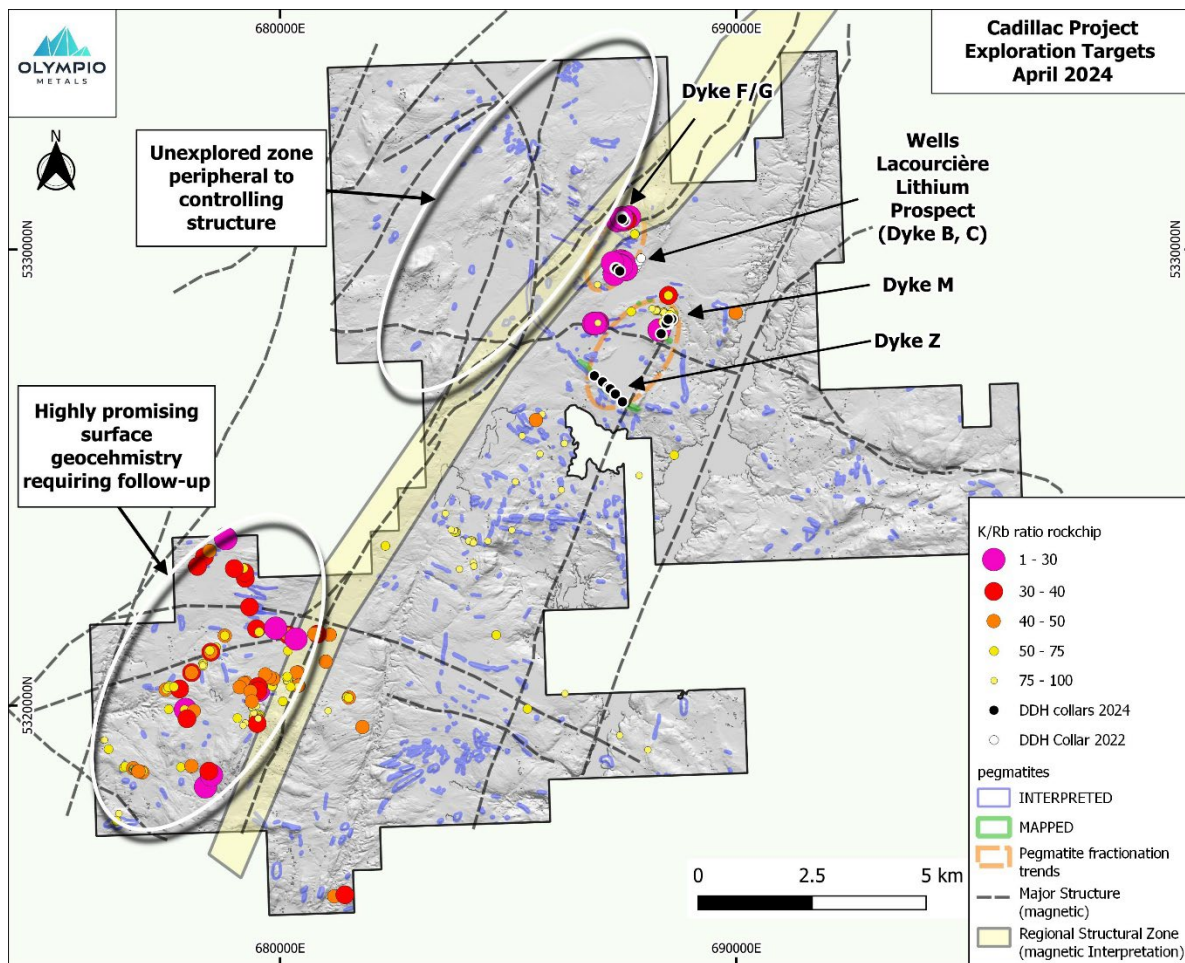 OLYMPIO
METALS
680000E
690000E
Cadillac Project
Exploration Targets
April 2024
N
Dyke F/G
Unexplored zone
peripheral to
controlling
structure
Wells
Lacourcière
Lithium
Prospect
(Dyke B, C)
5330000N
5330000N
Dyke M
Dyke Z
Highly promising
surface
geocehmistry
requiring follow-up
5320000N
K/Rb ratio rockchip
1 - 30
30 - 40
40 - 50
50 - 75
75 - 100
DDH collars 2024
DDH Collar 2022
pegmatites
INTERPRETED
MAPPED
Pegmatite fractionation
trends
Major Structure
(magnetic)
Regional Structural Zone
(magnetic Interpretation)
0 2.5 5 km
680000E
690000E